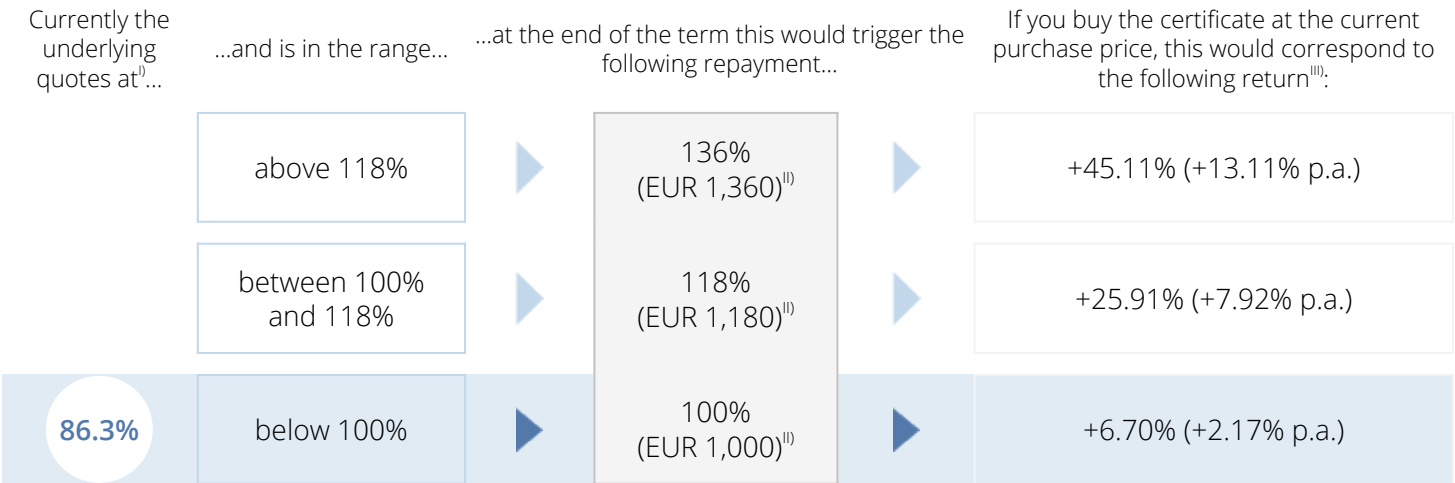 Currently the
underlying
quotes at^I)...
...and is in the range...
...at the end of the term this would trigger the
following repayment...
If you buy the certificate at the current
purchase price, this would correspond to
the following return^III):
above 118%
136%
(EUR 1,360)^II)
+45.11% (+13.11% p.a.)
between 100%
and 118%
118%
(EUR 1,180)^II)
+25.91% (+7.92% p.a.)
86.3%
below 100%
100%
(EUR 1,000)^II)
+6.70% (+2.17% p.a.)